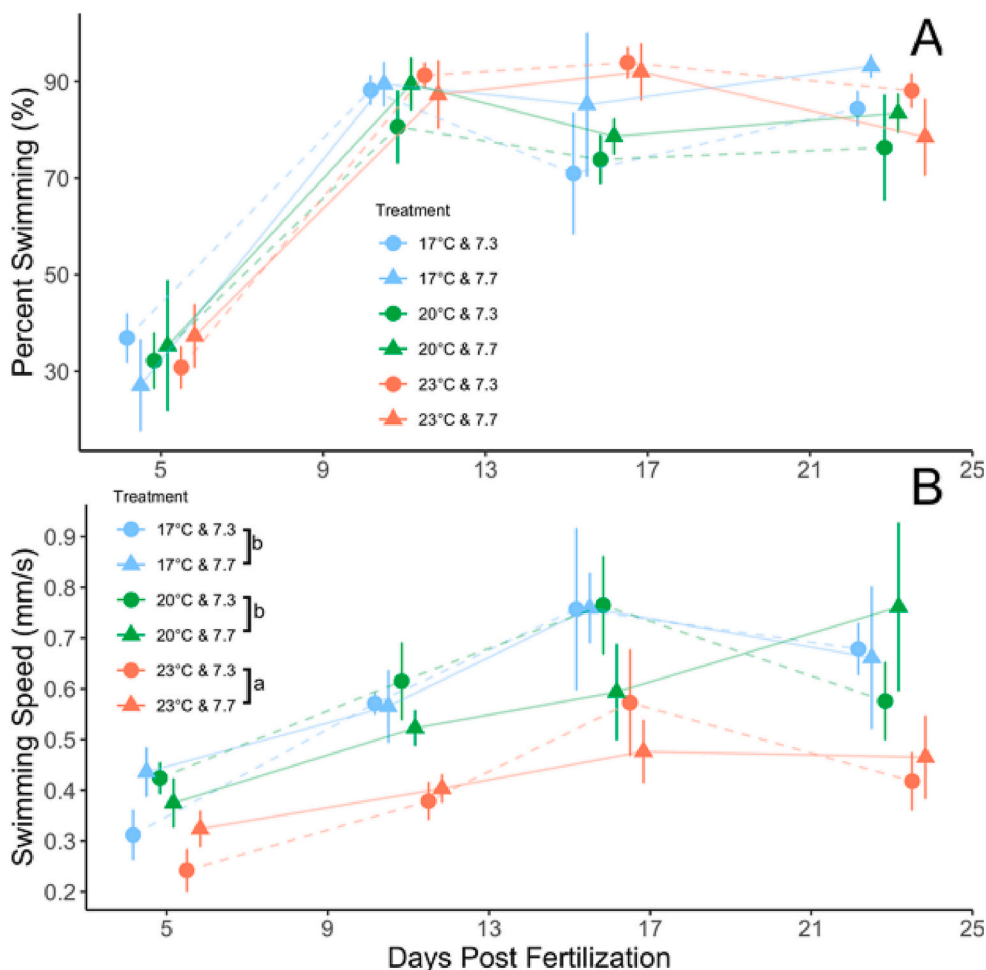 A
Percent Swimming (%)
90
70
50
30
Treatment
17°C & 7.3
17°C & 7.7
20°C & 7.3
20°C & 7.7
23°C & 7.3
23°C & 7.7
5 9 13 17 21 25
B
Swimming Speed (mm/s)
Treatment
17°C & 7.3
b
17°C & 7.7
20°C & 7.3
b
20°C & 7.7
23°C & 7.3
a
23°C & 7.7
0.9
0.8
0.7
0.6
0.5
0.4
0.3
0.2
5 9 13 17 21 25
Days Post Fertilization